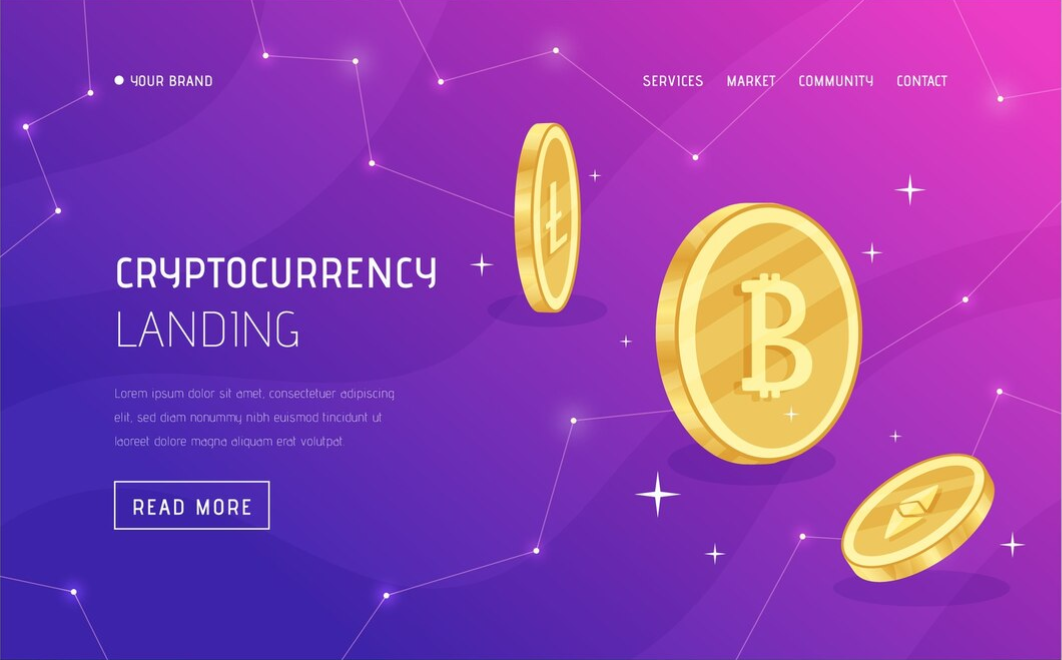 YOUR BRAND
SERVICES MARKET COMMUNITY CONTACT
CRYPTOCURRENCY
LANDING
Lorem ipsum dolor sit amet, consectetuer adipiscing
elit, sed diam nonummy nibh euismod tincidunt ut
laoreet dolore magna aliquam erat volutpat
READ MORE